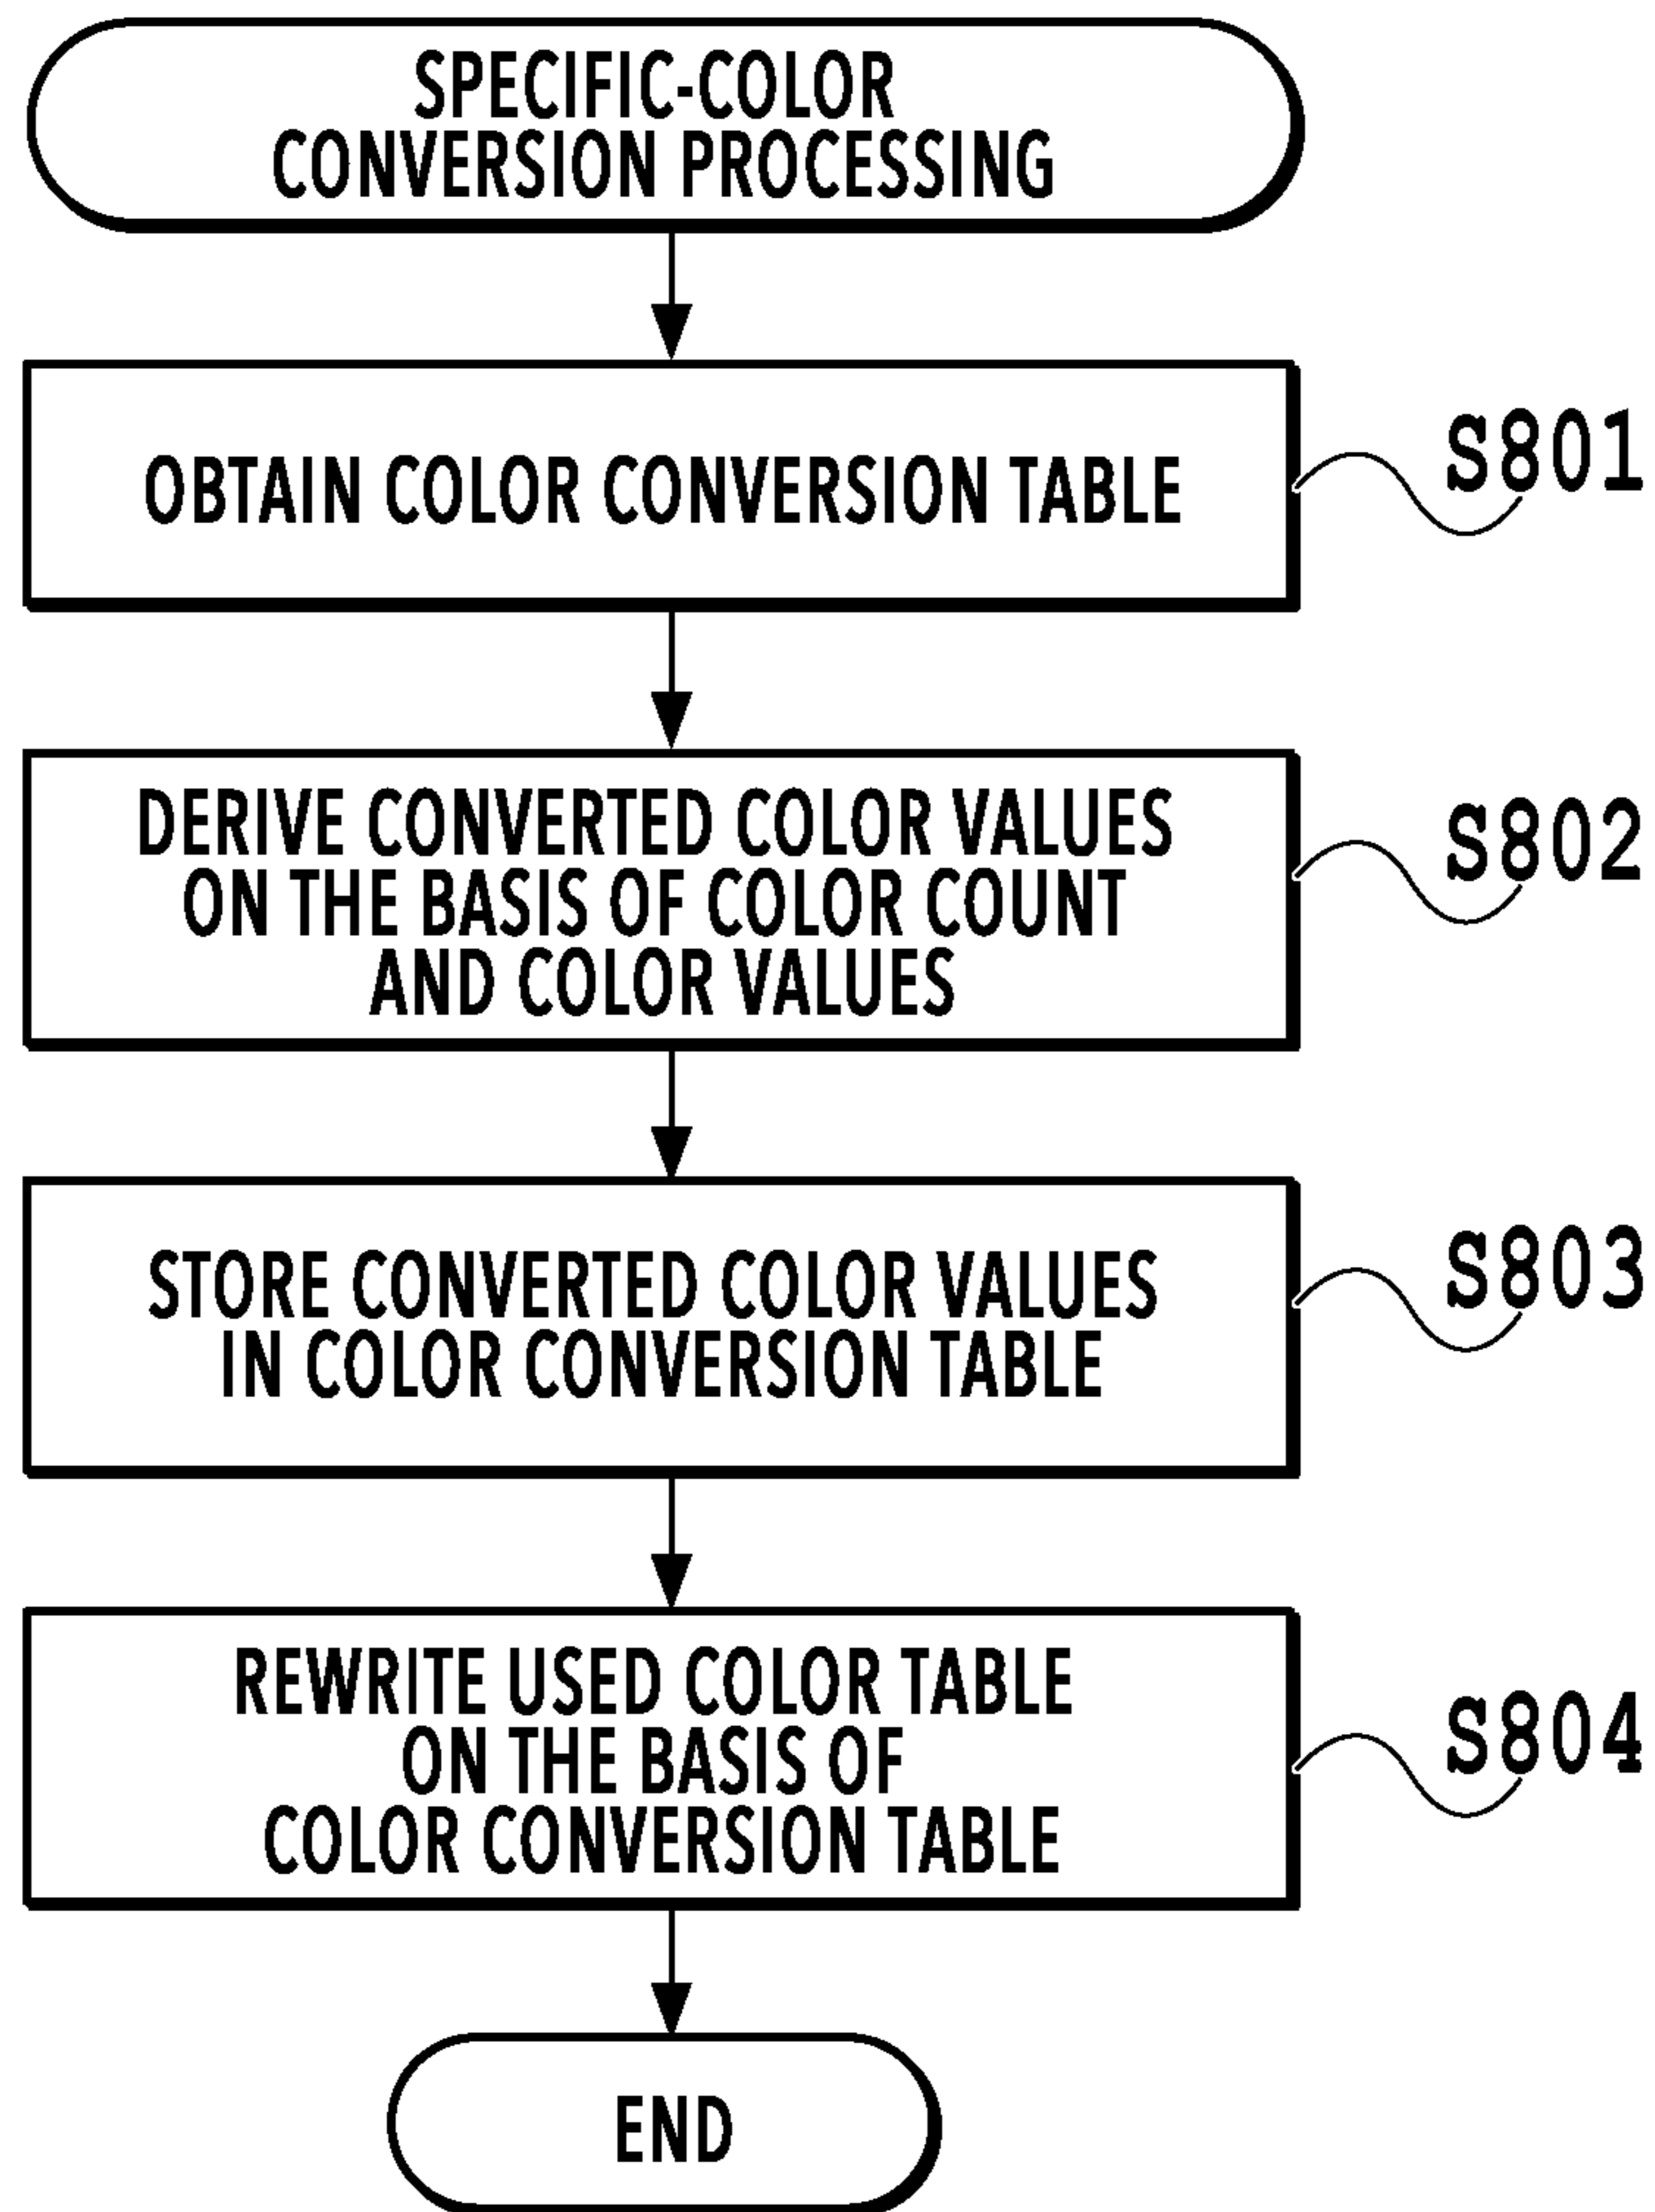 SPECIFIC-COLOR
CONVERSION PROCESSING
OBTAIN COLOR CONVERSION TABLE
S801
DERIVE CONVERTED COLOR VALUES
ON THE BASIS OF COLOR COUNT
AND COLOR VALUES
S802
STORE CONVERTED COLOR VALUES
IN COLOR CONVERSION TABLE
S803
REWRITE USED COLOR TABLE
ON THE BASIS OF
COLOR CONVERSION TABLE
S804
END